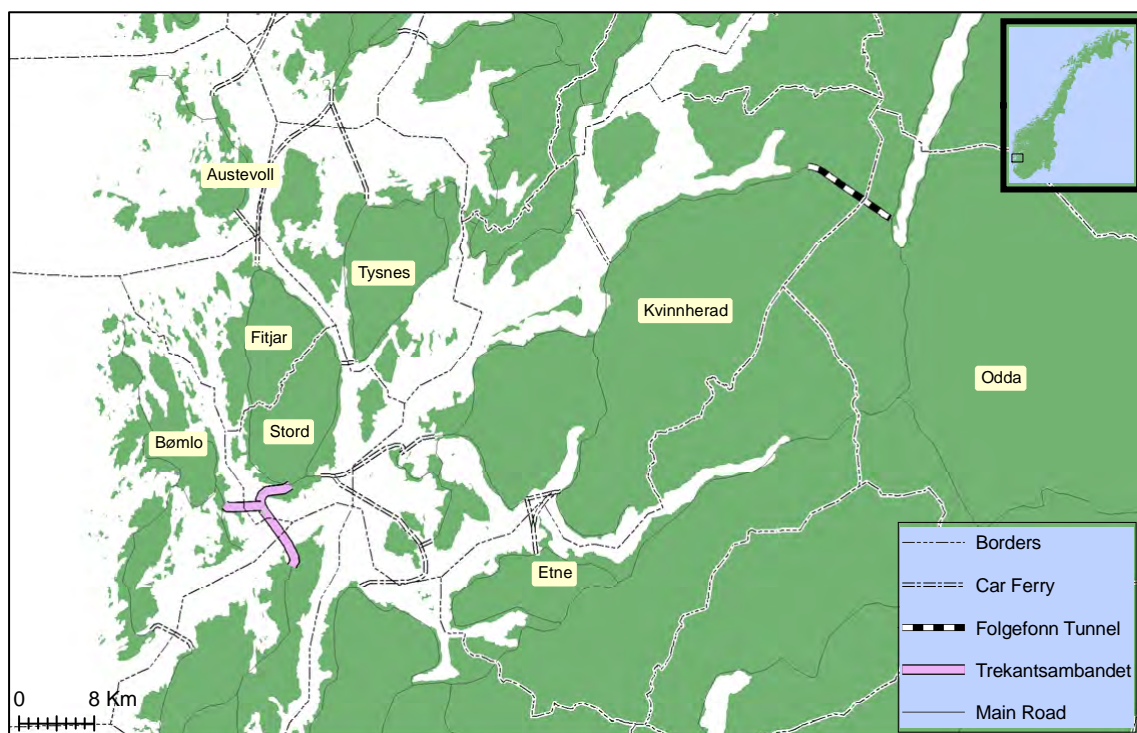 Austevoll
Tysnes
Kvinnherad
Fitjar
Odda
Stord
Bømlo
Etne
Borders
Car Ferry
Folgefonn Tunnel
Trekantsambandet
Main Road
0 8 Km